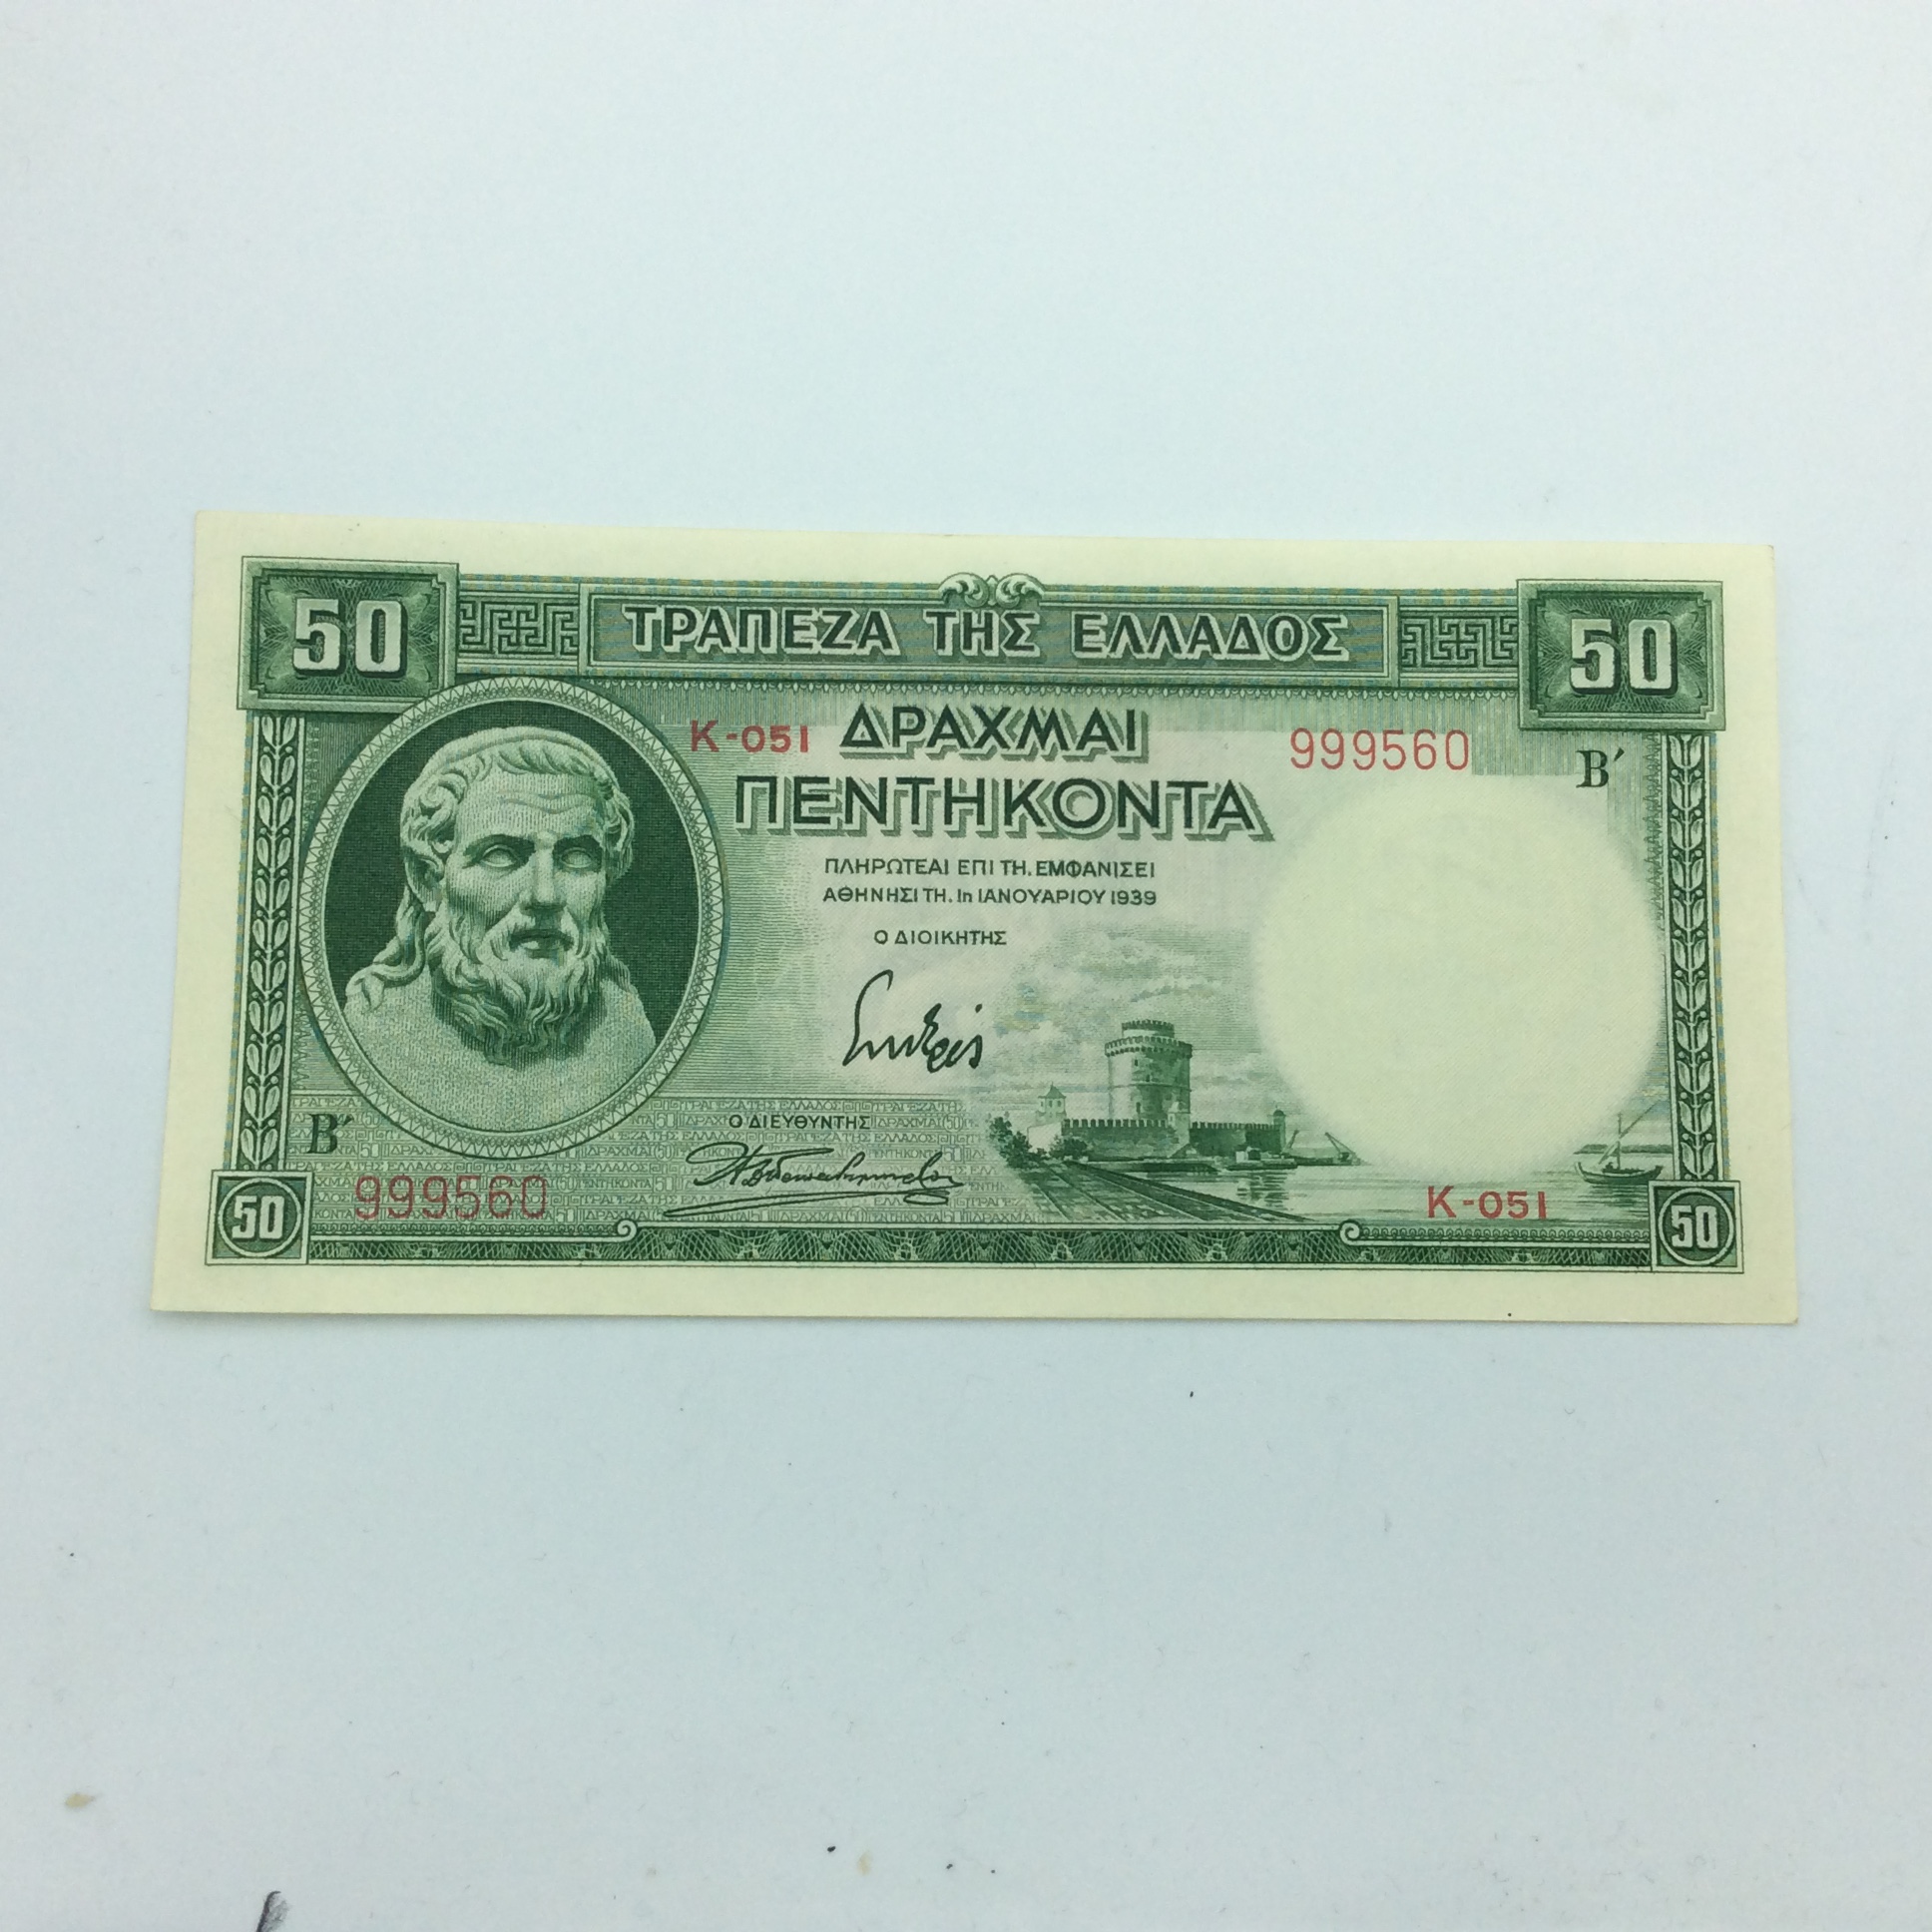 50 ΤΡΑΠΕΖΑ ΤΗΣ ΕΛΛΑΔΟΣ 50
K-051 ΔΡΑΧΜΑΙ 999560 Β′
ΠΕΝΤΗΚΟΝΤΑ
ΠΛΗΡΩΤΕΑΙ ΕΠΙ ΤΗ. ΕΜΦΑΝΙΣΕΙ
ΑΘΗΝΗΣΙ ΤΗ. 1η ΙΑΝΟΥΑΡΙΟΥ 1939
Ο ΔΙΟΙΚΗΤΗΣ
Β′ Ο ΔΙΕΥΘΥΝΤΗΣ
50 999560 K-051 50